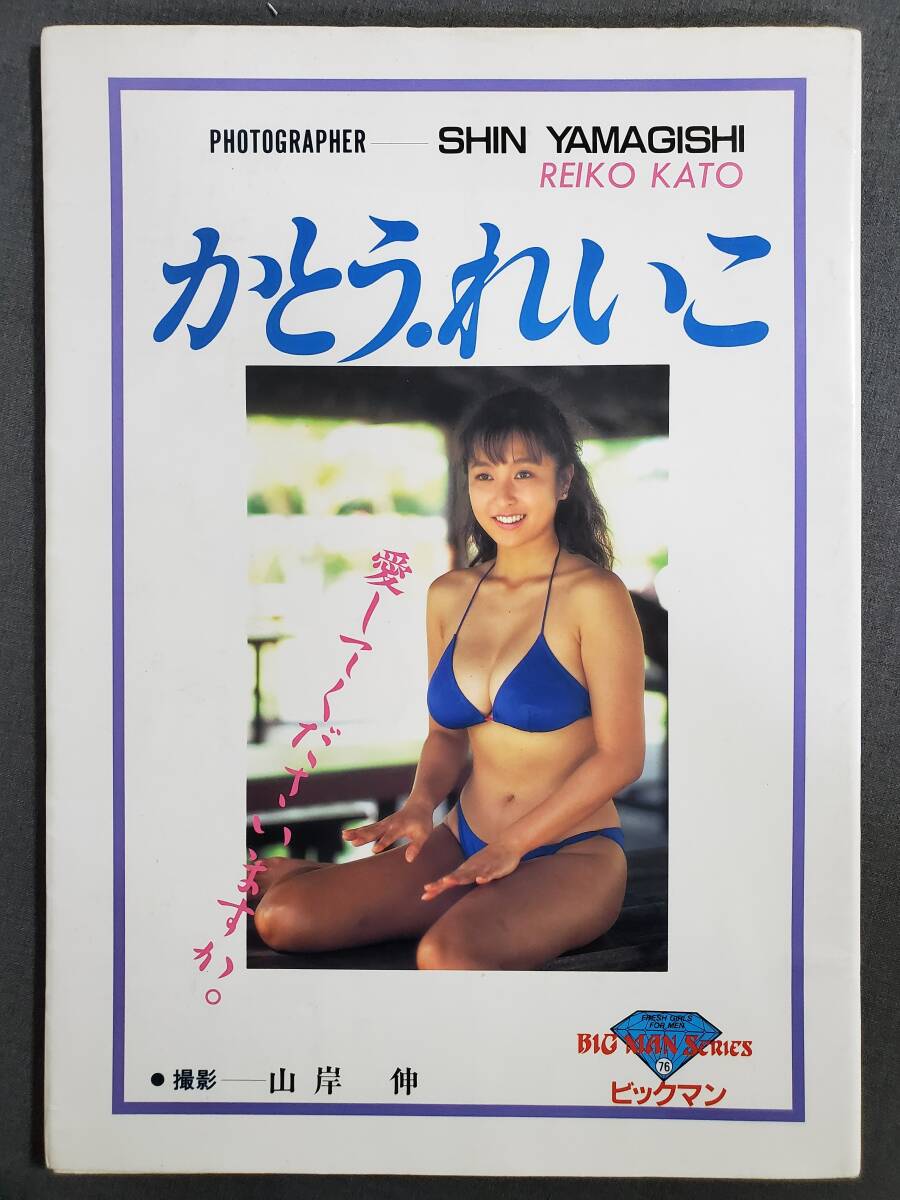 PHOTOGRAPHER — SHIN YAMAGISHI
REIKO KATO
かとう.れいこ
愛してくださいますか。
FRESH GIRLS
FOR MEN
BIG MAN SERIES
76
ビックマン
● 撮影 — 山岸 伸